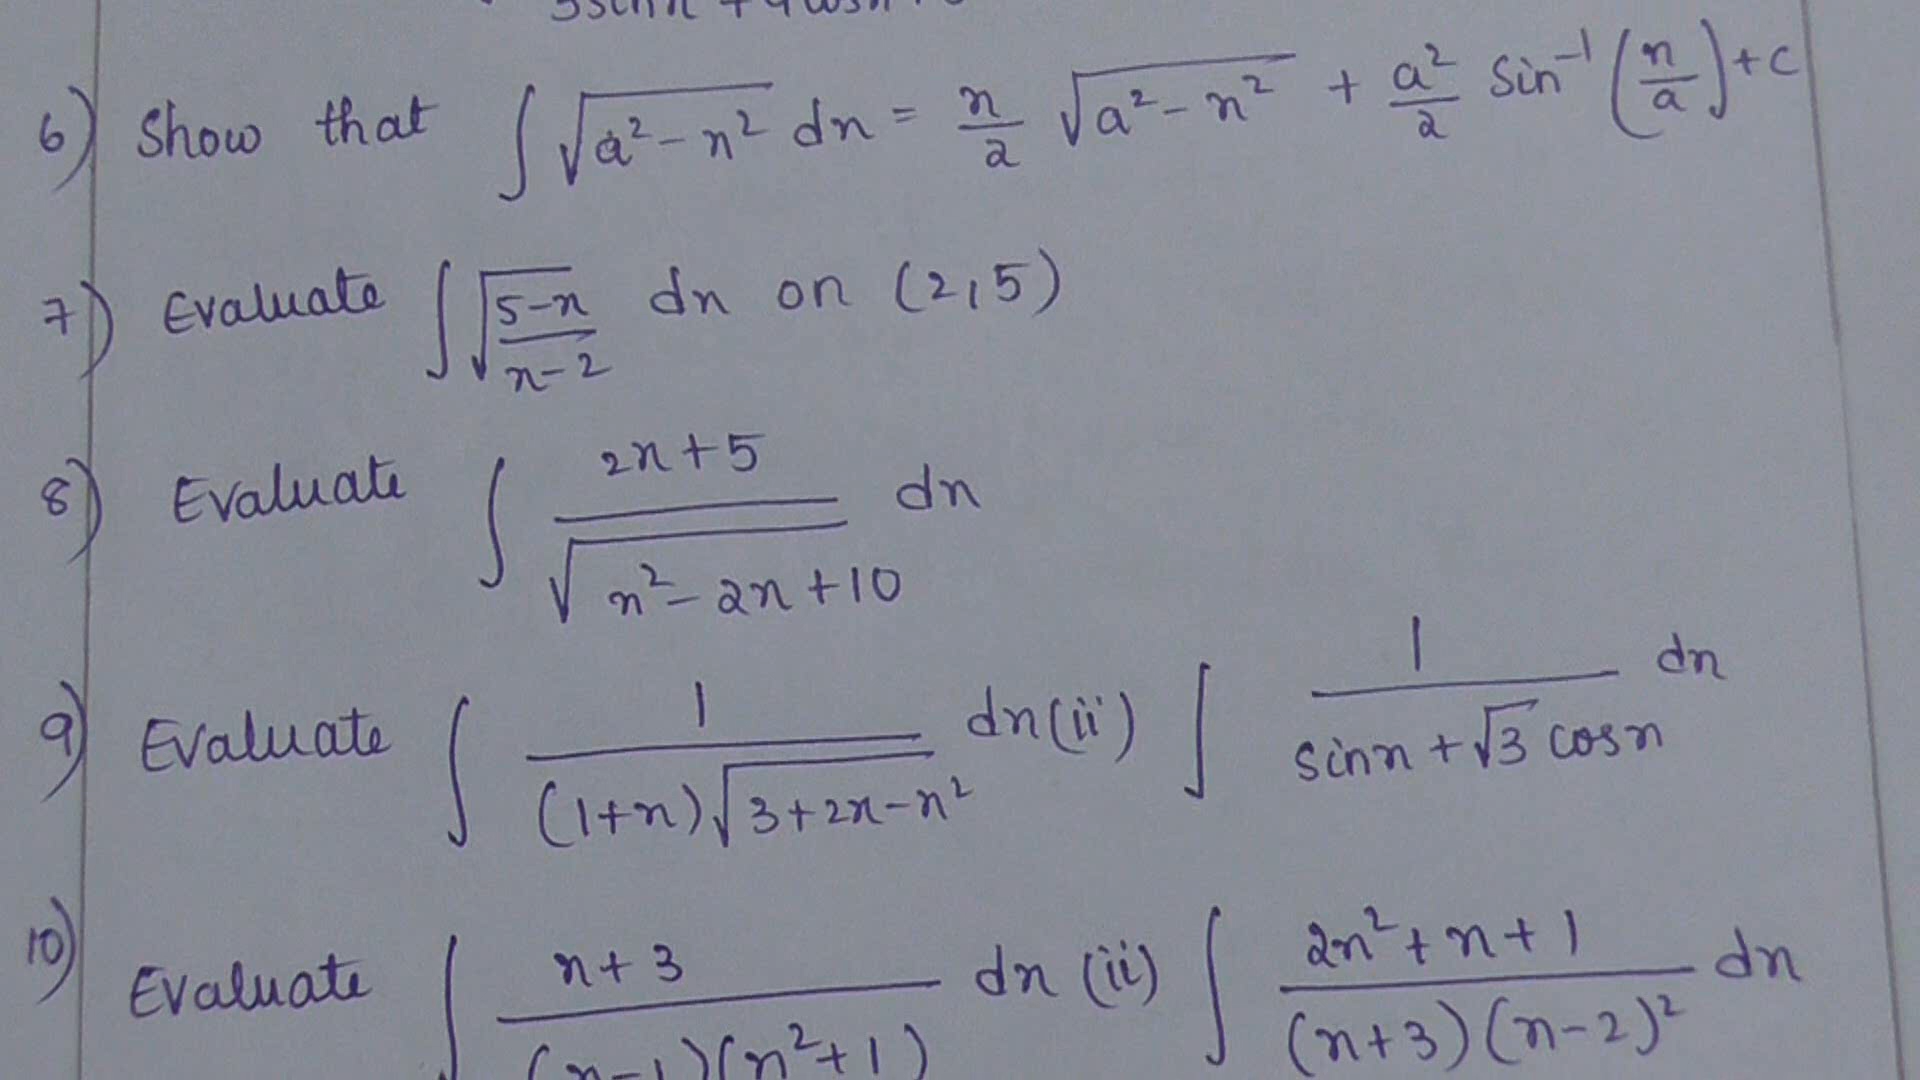 6) Show that ∫ √(a² − x²) dx = x/2 √(a² − x²) + a²/2 Sin⁻¹ (x/a) + c
7) Evaluate ∫ √((5−x)/(x−2)) dx on (2,5)
8) Evaluate ∫ (2x+5)/√(x² − 2x + 10) dx
9) Evaluate ∫ 1/((1+x)√(3+2x−x²)) dx (ii) ∫ 1/(sinx + √3 cosx) dx
10) Evaluate ∫ (x+3)/((x−1)(x²+1)) dx (ii) ∫ (2x²+x+1)/((x+3)(x−2)²) dx